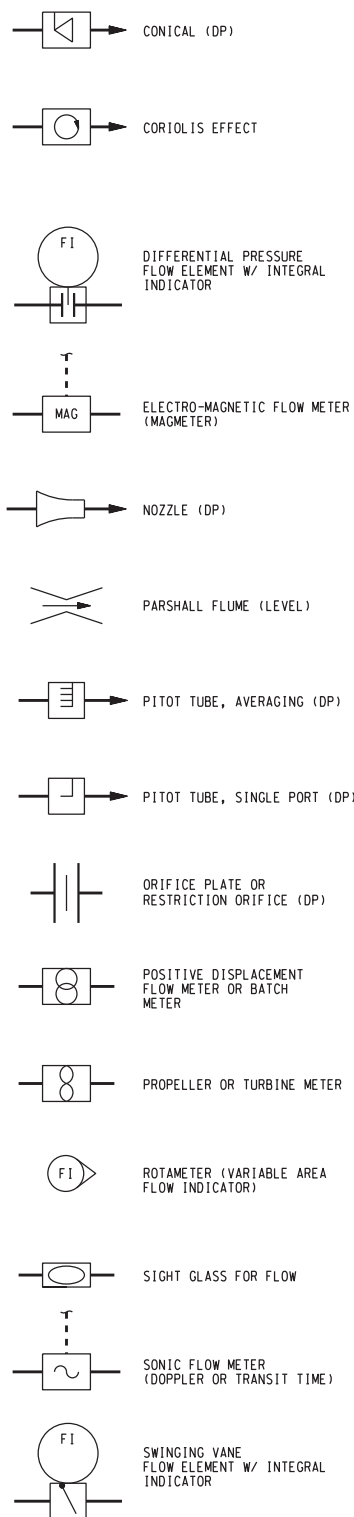 CONICAL (DP)
CORIOLIS EFFECT
FI
DIFFERENTIAL PRESSURE
FLOW ELEMENT W/ INTEGRAL
INDICATOR
MAG
ELECTRO-MAGNETIC FLOW METER
(MAGMETER)
NOZZLE (DP)
PARSHALL FLUME (LEVEL)
PITOT TUBE, AVERAGING (DP)
PITOT TUBE, SINGLE PORT (DP)
ORIFICE PLATE OR
RESTRICTION ORIFICE (DP)
POSITIVE DISPLACEMENT
FLOW METER OR BATCH
METER
PROPELLER OR TURBINE METER
FI
ROTAMETER (VARIABLE AREA
FLOW INDICATOR)
SIGHT GLASS FOR FLOW
SONIC FLOW METER
(DOPPLER OR TRANSIT TIME)
FI
SWINGING VANE
FLOW ELEMENT W/ INTEGRAL
INDICATOR